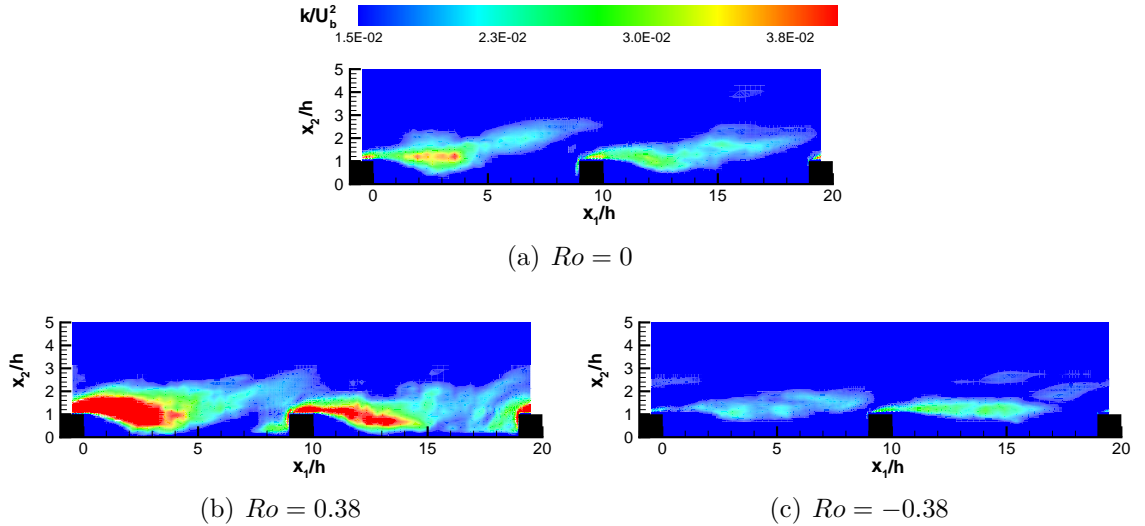 k/U_b^2
1.5E-02 2.3E-02 3.0E-02 3.8E-02
x_2/h
5
4
3
2
1
0
0 5 10 15 20
x_1/h
(a) Ro = 0
x_2/h
5
4
3
2
1
0
0 5 10 15 20
x_1/h
(b) Ro = 0.38
x_2/h
5
4
3
2
1
0
0 5 10 15 20
x_1/h
(c) Ro = −0.38